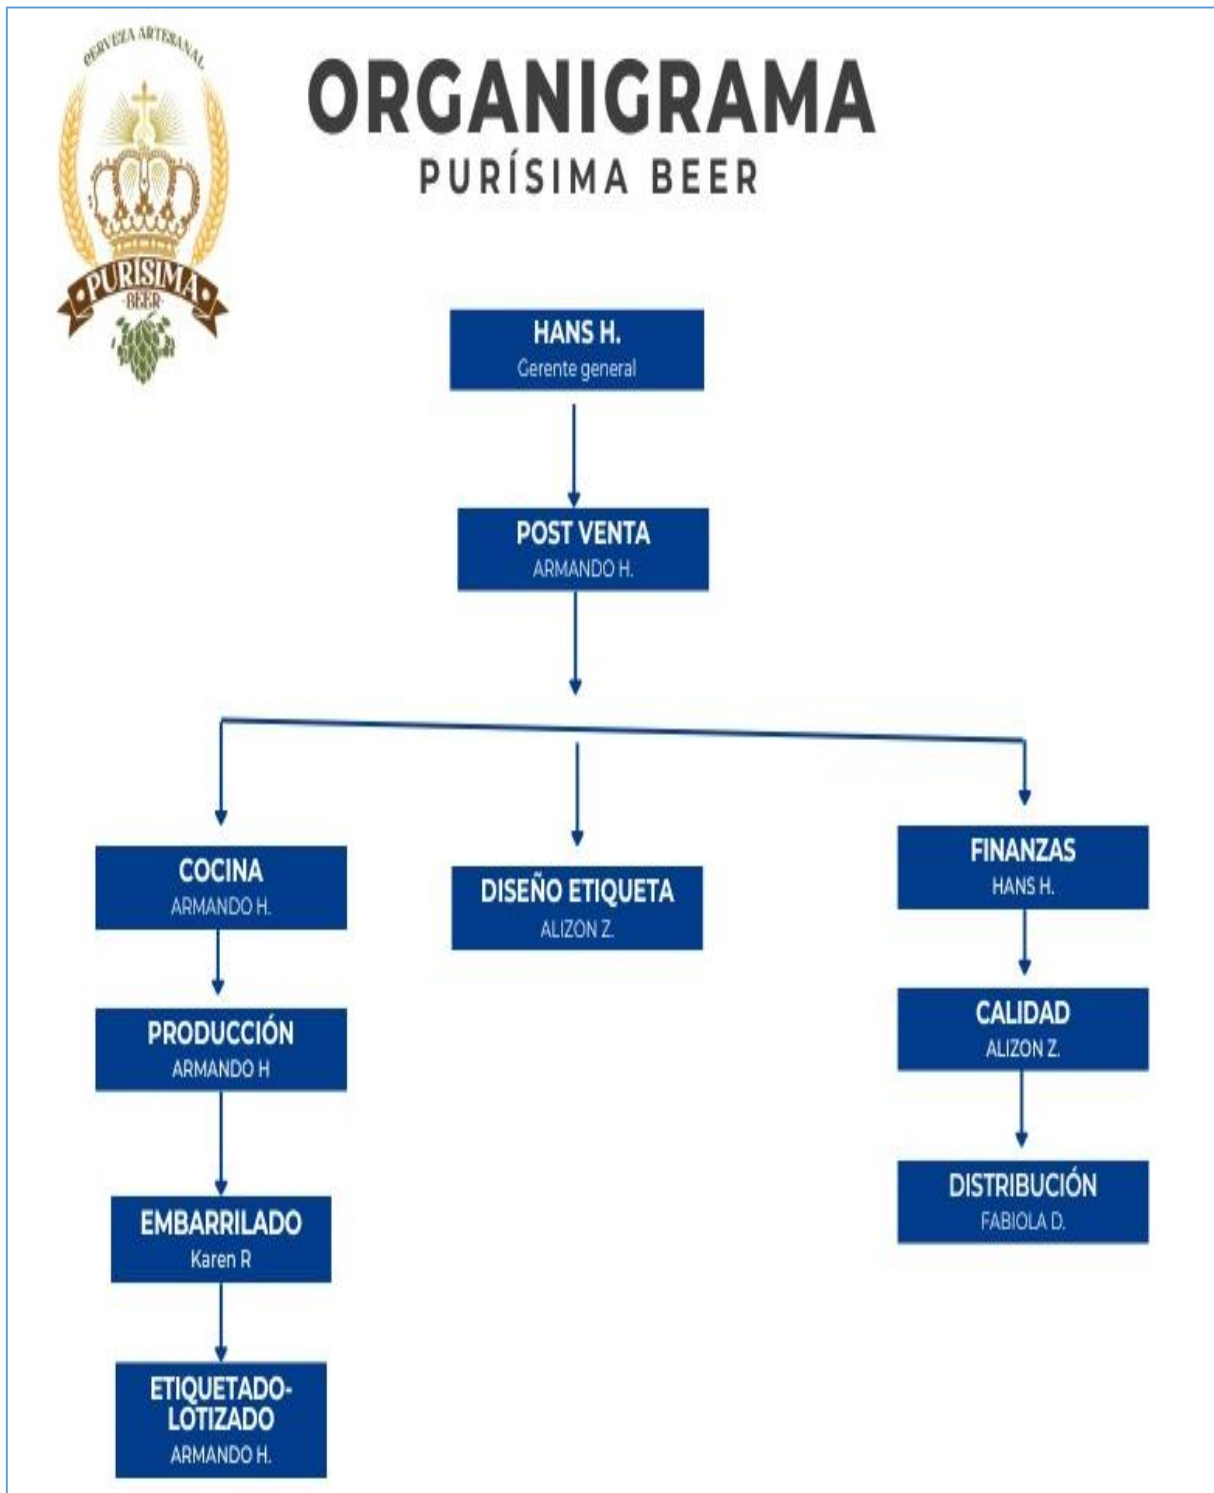 CERVEZA ARTESANAL
PURÍSIMA
·BEER·
ORGANIGRAMA
PURÍSIMA BEER
HANS H.
Gerente general
POST VENTA
ARMANDO H.
COCINA
ARMANDO H.
PRODUCCIÓN
ARMANDO H
EMBARRILADO
Karen R
ETIQUETADO-
LOTIZADO
ARMANDO H.
DISEÑO ETIQUETA
ALIZON Z.
FINANZAS
HANS H.
CALIDAD
ALIZON Z.
DISTRIBUCIÓN
FABIOLA D.